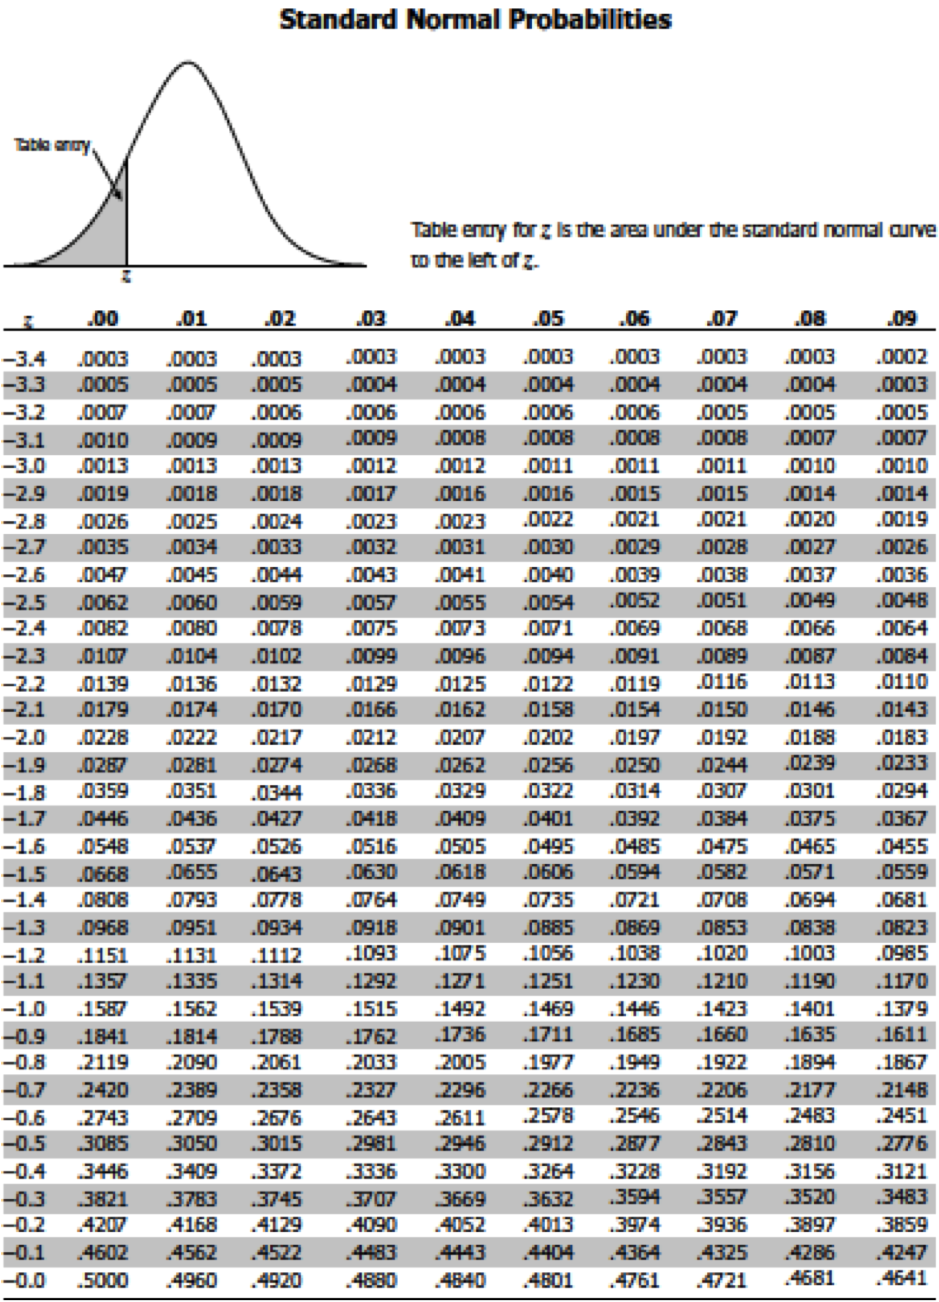 Standard Normal Probabilities
Table entry
z
Table entry for z is the area under the standard normal curve
to the left of z.
z .00 .01 .02 .03 .04 .05 .06 .07 .08 .09
−3.4 .0003 .0003 .0003 .0003 .0003 .0003 .0003 .0003 .0003 .0002
−3.3 .0005 .0005 .0005 .0004 .0004 .0004 .0004 .0004 .0004 .0003
−3.2 .0007 .0007 .0006 .0006 .0006 .0006 .0006 .0005 .0005 .0005
−3.1 .0010 .0009 .0009 .0009 .0008 .0008 .0008 .0008 .0007 .0007
−3.0 .0013 .0013 .0013 .0012 .0012 .0011 .0011 .0011 .0010 .0010
−2.9 .0019 .0018 .0018 .0017 .0016 .0016 .0015 .0015 .0014 .0014
−2.8 .0026 .0025 .0024 .0023 .0023 .0022 .0021 .0021 .0020 .0019
−2.7 .0035 .0034 .0033 .0032 .0031 .0030 .0029 .0028 .0027 .0026
−2.6 .0047 .0045 .0044 .0043 .0041 .0040 .0039 .0038 .0037 .0036
−2.5 .0062 .0060 .0059 .0057 .0055 .0054 .0052 .0051 .0049 .0048
−2.4 .0082 .0080 .0078 .0075 .0073 .0071 .0069 .0068 .0066 .0064
−2.3 .0107 .0104 .0102 .0099 .0096 .0094 .0091 .0089 .0087 .0084
−2.2 .0139 .0136 .0132 .0129 .0125 .0122 .0119 .0116 .0113 .0110
−2.1 .0179 .0174 .0170 .0166 .0162 .0158 .0154 .0150 .0146 .0143
−2.0 .0228 .0222 .0217 .0212 .0207 .0202 .0197 .0192 .0188 .0183
−1.9 .0287 .0281 .0274 .0268 .0262 .0256 .0250 .0244 .0239 .0233
−1.8 .0359 .0351 .0344 .0336 .0329 .0322 .0314 .0307 .0301 .0294
−1.7 .0446 .0436 .0427 .0418 .0409 .0401 .0392 .0384 .0375 .0367
−1.6 .0548 .0537 .0526 .0516 .0505 .0495 .0485 .0475 .0465 .0455
−1.5 .0668 .0655 .0643 .0630 .0618 .0606 .0594 .0582 .0571 .0559
−1.4 .0808 .0793 .0778 .0764 .0749 .0735 .0721 .0708 .0694 .0681
−1.3 .0968 .0951 .0934 .0918 .0901 .0885 .0869 .0853 .0838 .0823
−1.2 .1151 .1131 .1112 .1093 .1075 .1056 .1038 .1020 .1003 .0985
−1.1 .1357 .1335 .1314 .1292 .1271 .1251 .1230 .1210 .1190 .1170
−1.0 .1587 .1562 .1539 .1515 .1492 .1469 .1446 .1423 .1401 .1379
−0.9 .1841 .1814 .1788 .1762 .1736 .1711 .1685 .1660 .1635 .1611
−0.8 .2119 .2090 .2061 .2033 .2005 .1977 .1949 .1922 .1894 .1867
−0.7 .2420 .2389 .2358 .2327 .2296 .2266 .2236 .2206 .2177 .2148
−0.6 .2743 .2709 .2676 .2643 .2611 .2578 .2546 .2514 .2483 .2451
−0.5 .3085 .3050 .3015 .2981 .2946 .2912 .2877 .2843 .2810 .2776
−0.4 .3446 .3409 .3372 .3336 .3300 .3264 .3228 .3192 .3156 .3121
−0.3 .3821 .3783 .3745 .3707 .3669 .3632 .3594 .3557 .3520 .3483
−0.2 .4207 .4168 .4129 .4090 .4052 .4013 .3974 .3936 .3897 .3859
−0.1 .4602 .4562 .4522 .4483 .4443 .4404 .4364 .4325 .4286 .4247
−0.0 .5000 .4960 .4920 .4880 .4840 .4801 .4761 .4721 .4681 .4641